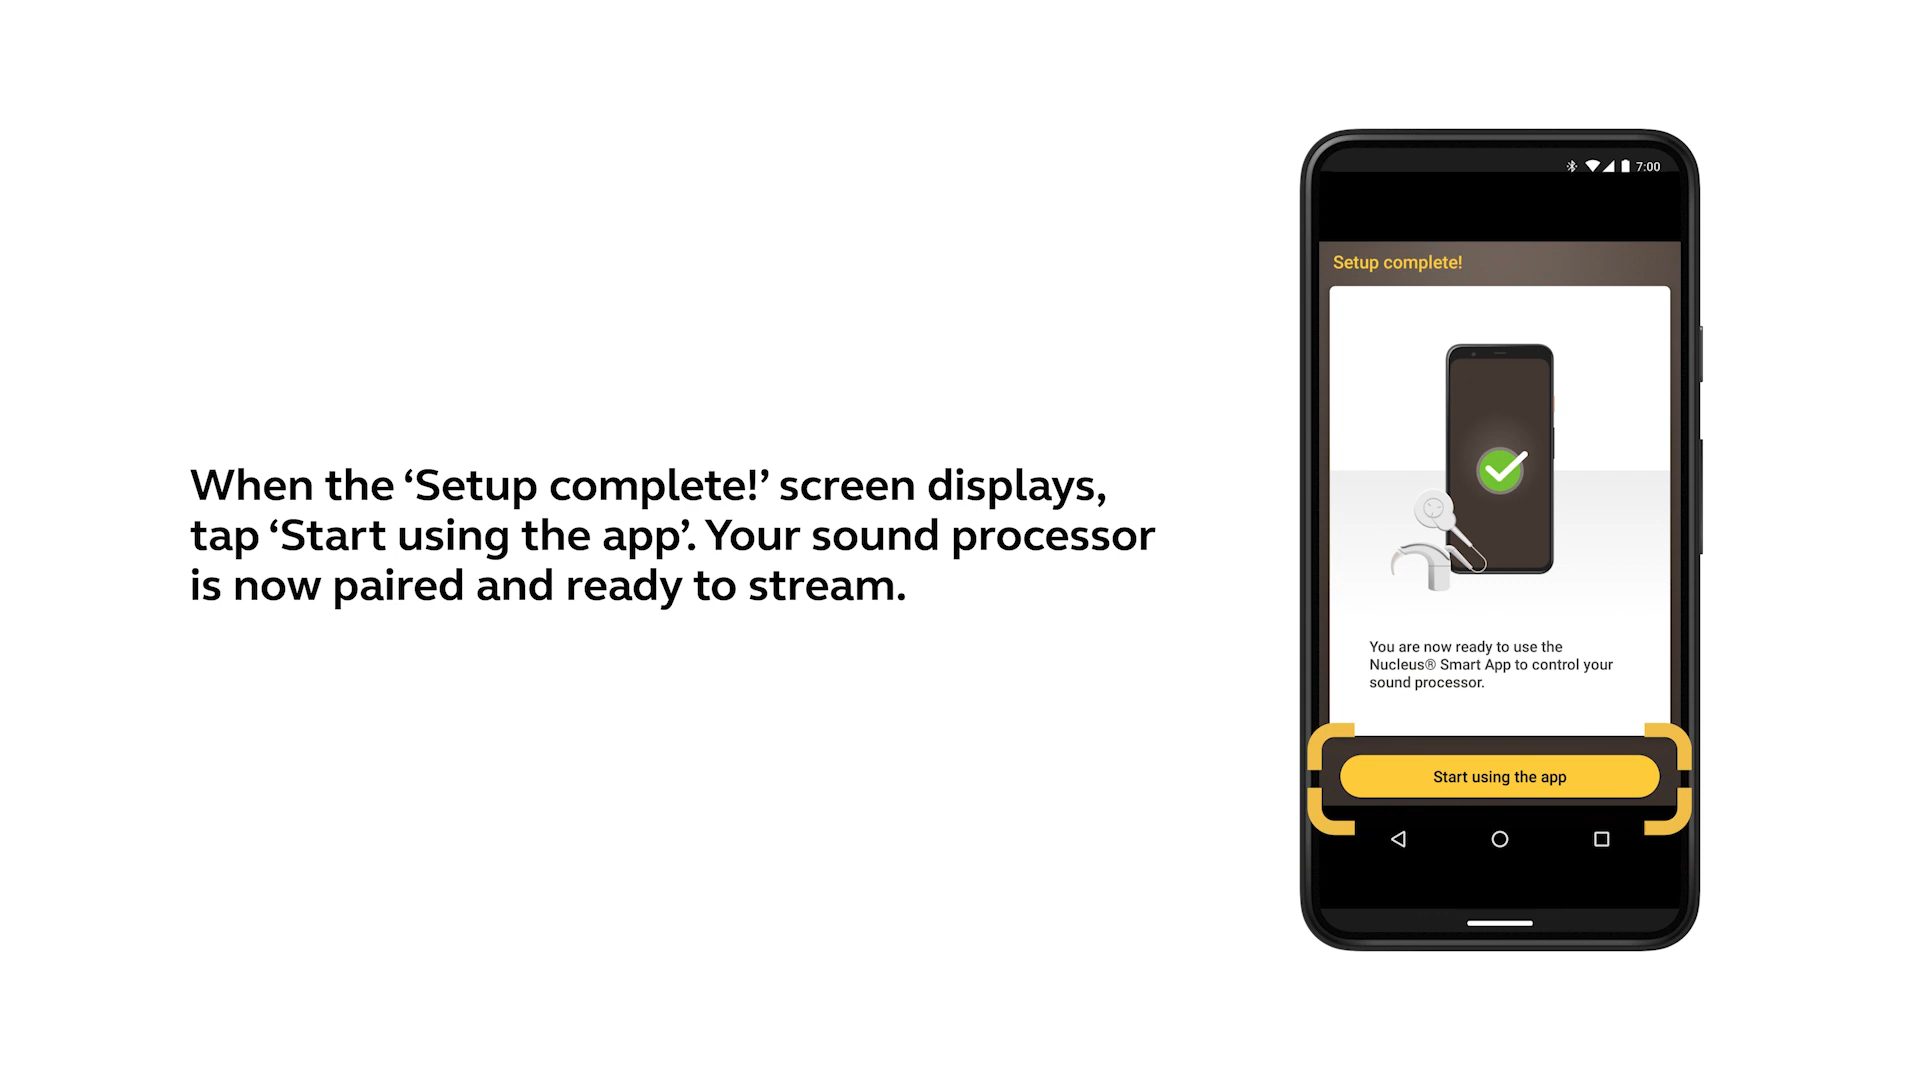 When the ‘Setup complete!’ screen displays,
tap ‘Start using the app’. Your sound processor
is now paired and ready to stream.
7:00
Setup complete!
You are now ready to use the
Nucleus® Smart App to control your
sound processor.
Start using the app